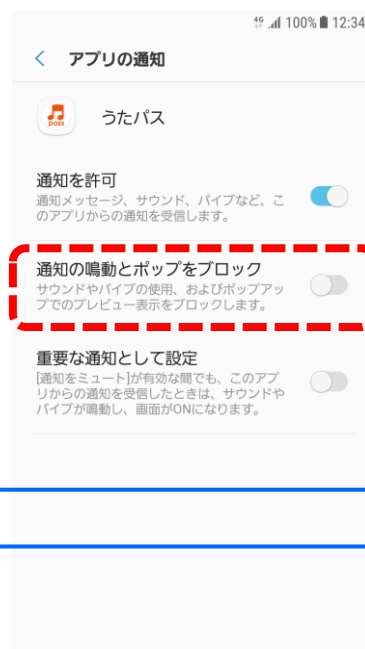 4G 100% 12:34
アプリの通知
pass
うたパス
通知を許可
通知メッセージ、サウンド、バイブなど、こ
のアプリからの通知を受信します。
通知の鳴動とポップをブロック
サウンドやバイブの使用、およびポップアッ
プでのプレビュー表示をブロックします。
重要な通知として設定
[通知をミュート]が有効な間でも、このアプ
リからの通知を受信したときは、サウンドや
バイブが鳴動し、画面がONになります。